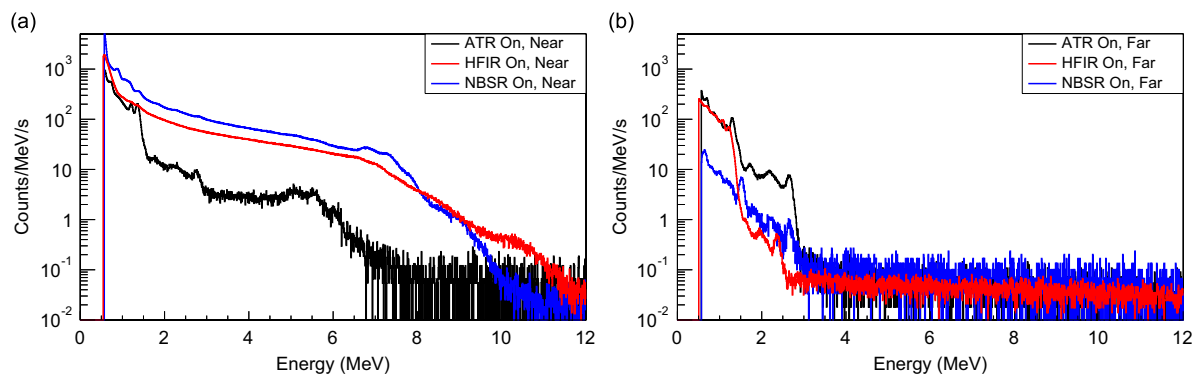 (a)
ATR On, Near
HFIR On, Near
NBSR On, Near
Counts/MeV/s
10³
10²
10
1
10⁻¹
10⁻²
0 2 4 6 8 10 12
Energy (MeV)
(b)
ATR On, Far
HFIR On, Far
NBSR On, Far
Counts/MeV/s
10³
10²
10
1
10⁻¹
10⁻²
0 2 4 6 8 10 12
Energy (MeV)